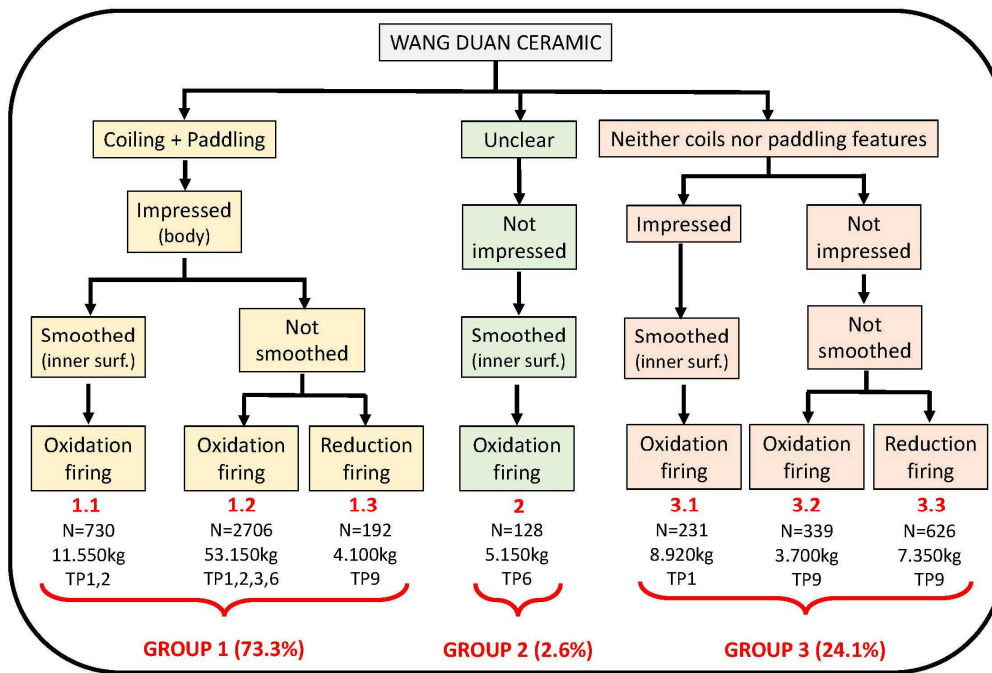 WANG DUAN CERAMIC
Coiling + Paddling
Unclear
Neither coils nor paddling features
Impressed
(body)
Not
impressed
Impressed
Not
impressed
Smoothed
(inner surf.)
Not
smoothed
Smoothed
(inner surf.)
Smoothed
(inner surf.)
Not
smoothed
Oxidation
firing
Oxidation
firing
Reduction
firing
Oxidation
firing
Oxidation
firing
Oxidation
firing
Reduction
firing
1.1
N=730
11.550kg
TP1,2
1.2
N=2706
53.150kg
TP1,2,3,6
1.3
N=192
4.100kg
TP9
2
N=128
5.150kg
TP6
3.1
N=231
8.920kg
TP1
3.2
N=339
3.700kg
TP9
3.3
N=626
7.350kg
TP9
GROUP 1 (73.3%)
GROUP 2 (2.6%)
GROUP 3 (24.1%)